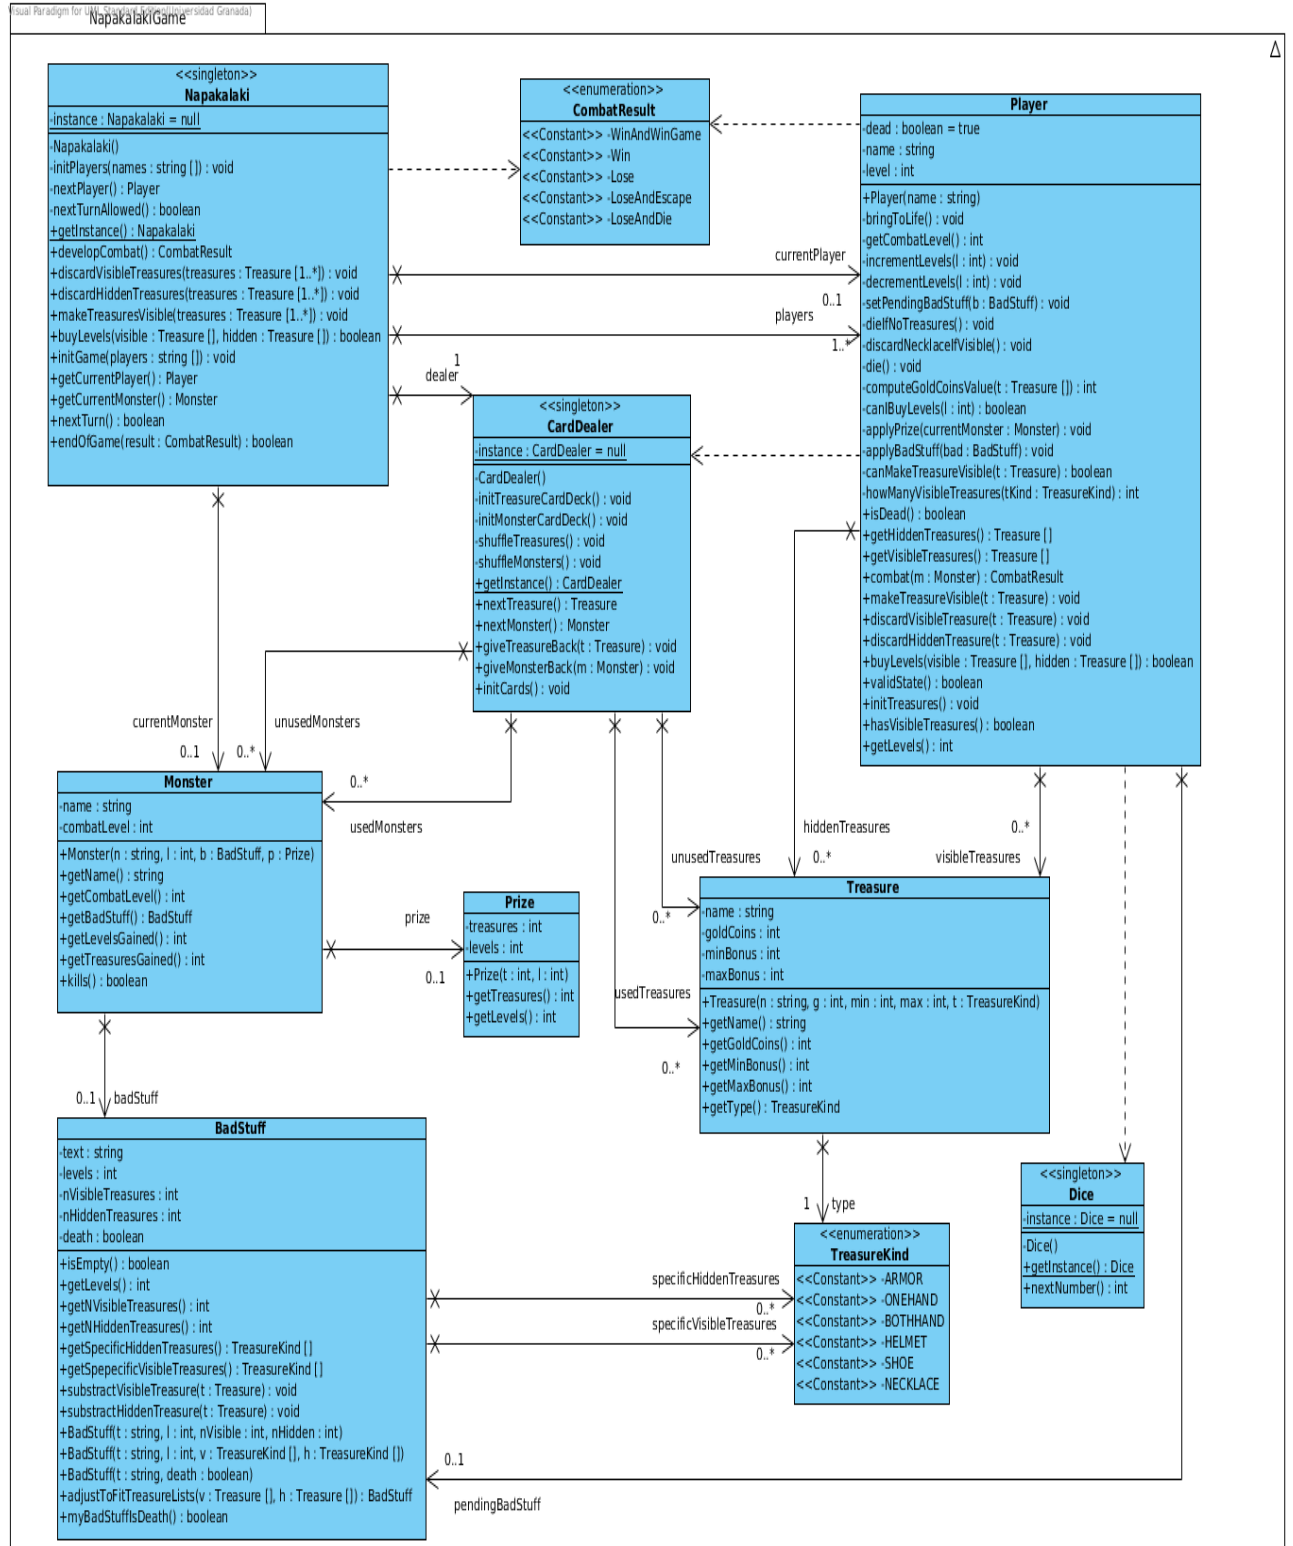 Visual Paradigm for UML Standard Edition(Universidad Granada)
NapakalakiGame
<<singleton>>
Napakalaki
-instance : Napakalaki = null
-Napakalaki()
-initPlayers(names : string []) : void
-nextPlayer() : Player
-nextTurnAllowed() : boolean
+getInstance() : Napakalaki
+developCombat() : CombatResult
+discardVisibleTreasures(treasures : Treasure [1..*]) : void
+discardHiddenTreasures(treasures : Treasure [1..*]) : void
+makeTreasuresVisible(treasures : Treasure [1..*]) : void
+buyLevels(visible : Treasure [], hidden : Treasure []) : boolean
+initGame(players : string []) : void
+getCurrentPlayer() : Player
+getCurrentMonster() : Monster
+nextTurn() : boolean
+endOfGame(result : CombatResult) : boolean
<<enumeration>>
CombatResult
<<Constant>> -WinAndWinGame
<<Constant>> -Win
<<Constant>> -Lose
<<Constant>> -LoseAndEscape
<<Constant>> -LoseAndDie
Player
-dead : boolean = true
-name : string
-level : int
+Player(name : string)
-bringToLife() : void
-getCombatLevel() : int
-incrementLevels(l : int) : void
-decrementLevels(l : int) : void
-setPendingBadStuff(b : BadStuff) : void
-dieIfNoTreasures() : void
-discardNecklaceIfVisible() : void
-die() : void
-computeGoldCoinsValue(t : Treasure []) : int
-canIBuyLevels(l : int) : boolean
-applyPrize(currentMonster : Monster) : void
-applyBadStuff(bad : BadStuff) : void
-canMakeTreasureVisible(t : Treasure) : boolean
-howManyVisibleTreasures(tKind : TreasureKind) : int
+isDead() : boolean
+getHiddenTreasures() : Treasure []
+getVisibleTreasures() : Treasure []
+combat(m : Monster) : CombatResult
+makeTreasureVisible(t : Treasure) : void
+discardVisibleTreasure(t : Treasure) : void
+discardHiddenTreasure(t : Treasure) : void
+buyLevels(visible : Treasure [], hidden : Treasure []) : boolean
+validState() : boolean
+initTreasures() : void
+hasVisibleTreasures() : boolean
+getLevels() : int
currentPlayer
0..1
players
1..*
1
dealer
<<singleton>>
CardDealer
-instance : CardDealer = null
-CardDealer()
-initTreasureCardDeck() : void
-initMonsterCardDeck() : void
-shuffleTreasures() : void
-shuffleMonsters() : void
+getInstance() : CardDealer
+nextTreasure() : Treasure
+nextMonster() : Monster
+giveTreasureBack(t : Treasure) : void
+giveMonsterBack(m : Monster) : void
+initCards() : void
currentMonster
0..1
unusedMonsters
0..*
0..*
usedMonsters
Monster
-name : string
-combatLevel : int
+Monster(n : string, l : int, b : BadStuff, p : Prize)
+getName() : string
+getCombatLevel() : int
+getBadStuff() : BadStuff
+getLevelsGained() : int
+getTreasuresGained() : int
+kills() : boolean
prize
0..1
Prize
-treasures : int
-levels : int
+Prize(t : int, l : int)
+getTreasures() : int
+getLevels() : int
unusedTreasures
0..*
usedTreasures
0..*
hiddenTreasures
0..*
0..*
visibleTreasures
Treasure
-name : string
-goldCoins : int
-minBonus : int
-maxBonus : int
+Treasure(n : string, g : int, min : int, max : int, t : TreasureKind)
+getName() : string
+getGoldCoins() : int
+getMinBonus() : int
+getMaxBonus() : int
+getType() : TreasureKind
0..1 badStuff
BadStuff
-text : string
-levels : int
-nVisibleTreasures : int
-nHiddenTreasures : int
-death : boolean
+isEmpty() : boolean
+getLevels() : int
+getNVisibleTreasures() : int
+getNHiddenTreasures() : int
+getSpecificHiddenTreasures() : TreasureKind []
+getSpepecificVisibleTreasures() : TreasureKind []
+substractVisibleTreasure(t : Treasure) : void
+substractHiddenTreasure(t : Treasure) : void
+BadStuff(t : string, l : int, nVisible : int, nHidden : int)
+BadStuff(t : string, l : int, v : TreasureKind [], h : TreasureKind [])
+BadStuff(t : string, death : boolean)
+adjustToFitTreasureLists(v : Treasure [], h : Treasure []) : BadStuff
+myBadStuffIsDeath() : boolean
1 type
<<enumeration>>
TreasureKind
<<Constant>> -ARMOR
<<Constant>> -ONEHAND
<<Constant>> -BOTHHAND
<<Constant>> -HELMET
<<Constant>> -SHOE
<<Constant>> -NECKLACE
specificHiddenTreasures
0..*
specificVisibleTreasures
0..*
<<singleton>>
Dice
-instance : Dice = null
-Dice()
+getInstance() : Dice
+nextNumber() : int
0..1
pendingBadStuff